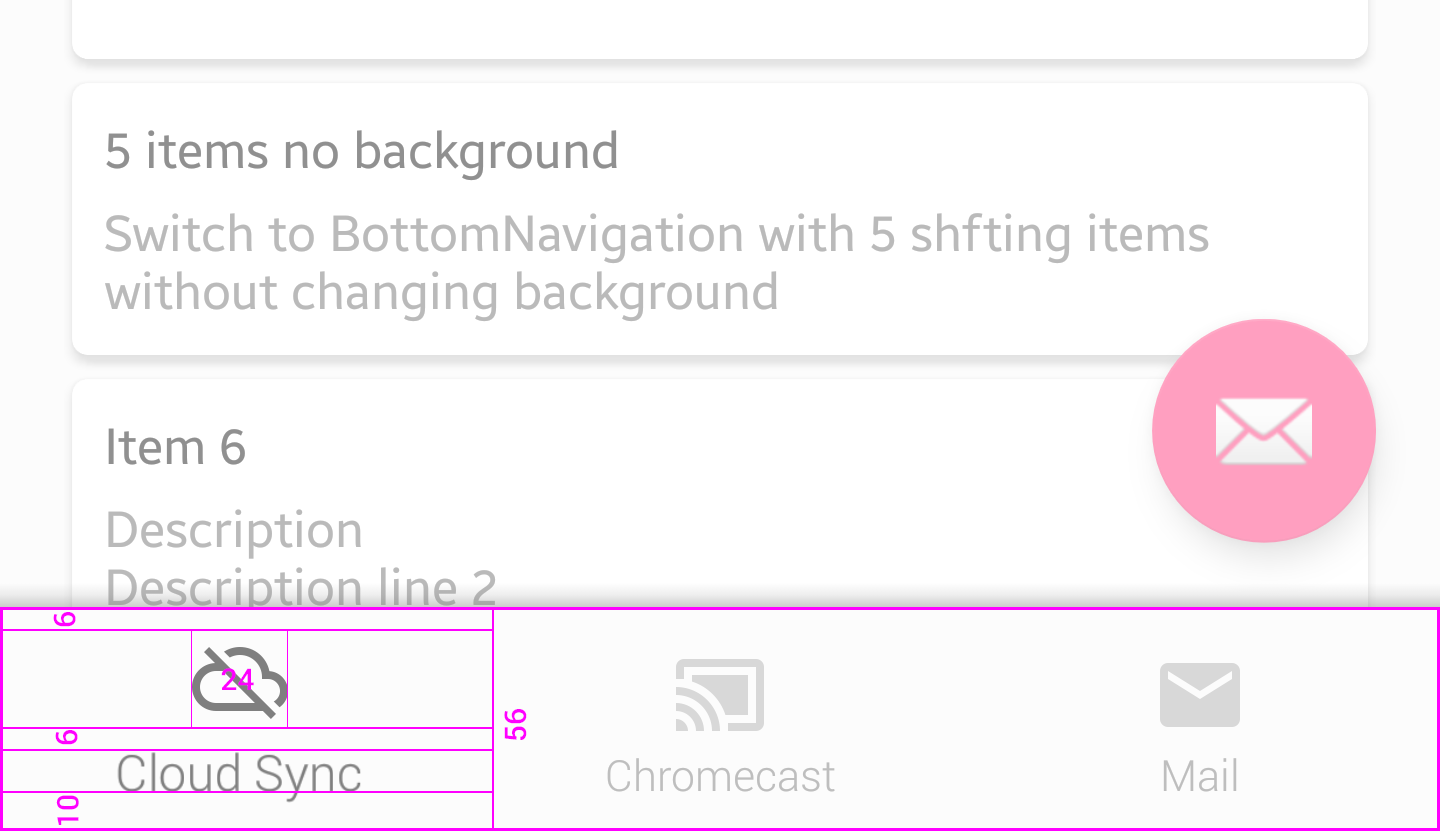 5 items no background
Switch to BottomNavigation with 5 shfting items
without changing background
Item 6
Description
Description line 2
6
24
6
56
Cloud Sync
Chromecast
Mail
10